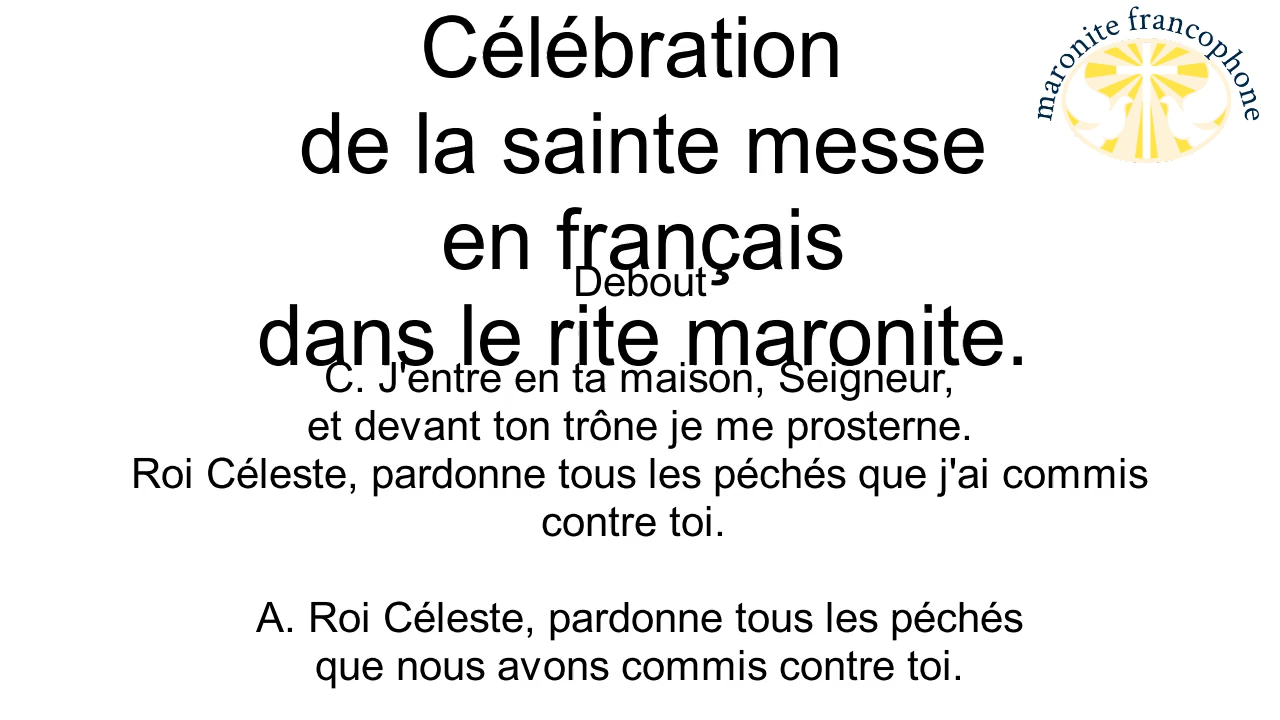 Célébration
de la sainte messe
en français
dans le rite maronite.
maronite francophone
Debout
C. J'entre en ta maison, Seigneur,
et devant ton trône je me prosterne.
Roi Céleste, pardonne tous les péchés que j'ai commis
contre toi.
A. Roi Céleste, pardonne tous les péchés
que nous avons commis contre toi.